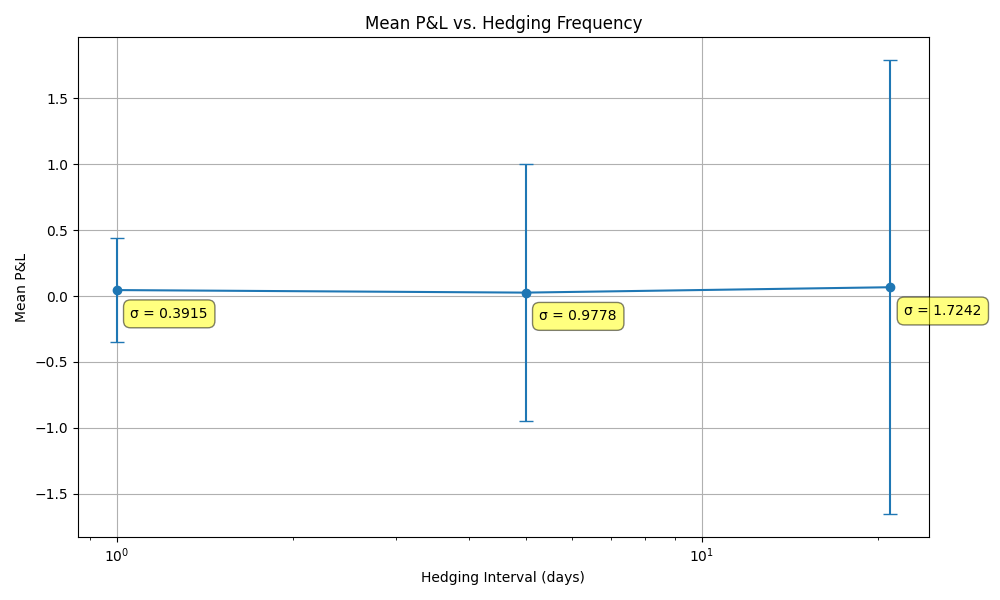 Mean P&L vs. Hedging Frequency
Mean P&L
1.5
1.0
0.5
0.0
−0.5
−1.0
−1.5
σ = 0.3915
σ = 0.9778
σ = 1.7242
10⁰
10¹
Hedging Interval (days)